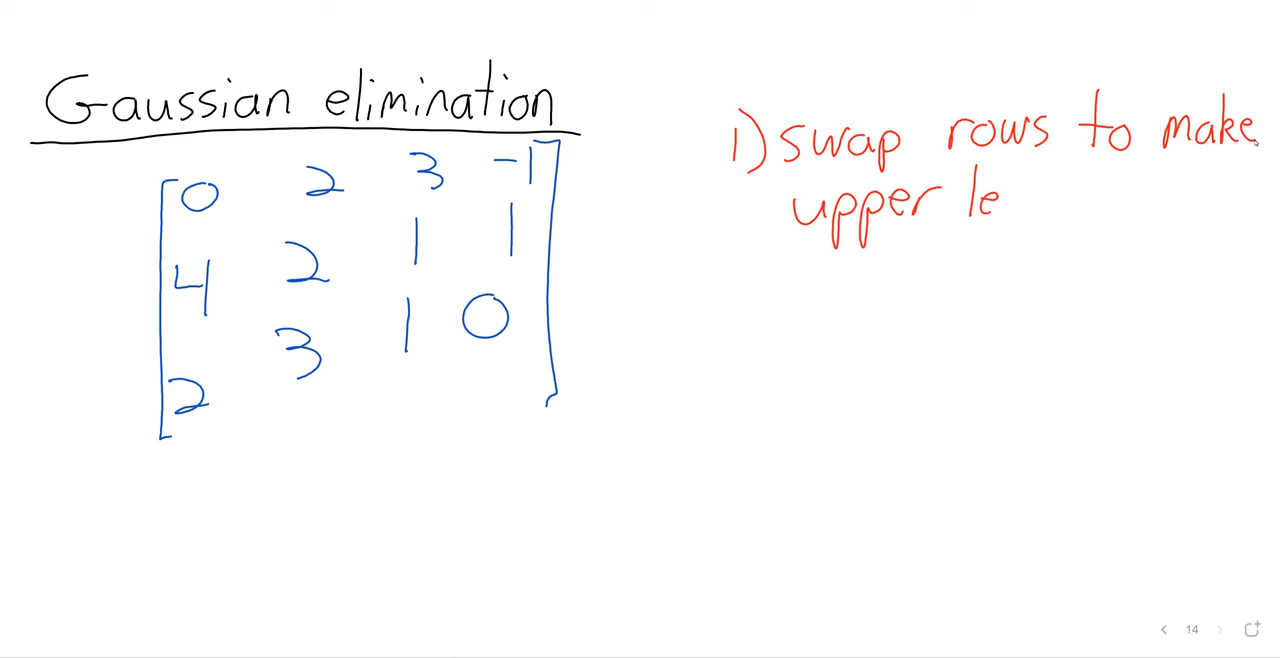 Gaussian elimination
0 2 3 -1
4 2 1 1
2 3 1 0
1) swap rows to make
upper le
14